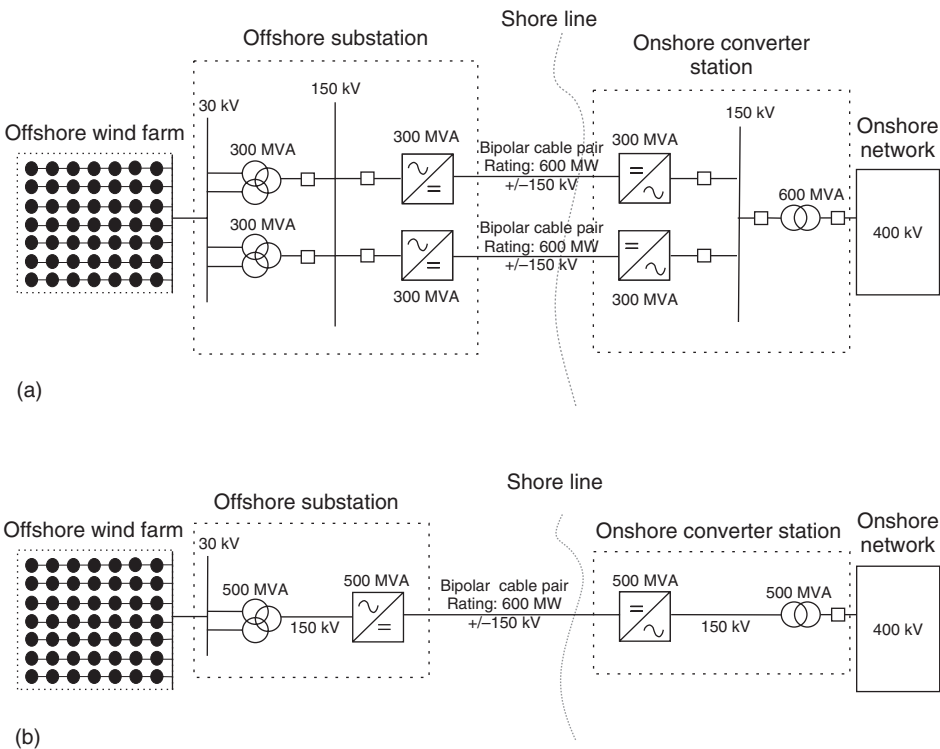 Shore line
Offshore substation
Onshore converter
station
30 kV
150 kV
150 kV
Offshore wind farm
Onshore
network
300 MVA
300 MVA
Bipolar cable pair
Rating: 600 MW
+/–150 kV
300 MVA
600 MVA
300 MVA
300 MVA
Bipolar cable pair
Rating: 600 MW
+/–150 kV
300 MVA
400 kV
(a)
Shore line
Offshore substation
Offshore wind farm
Onshore converter station
Onshore
network
30 kV
500 MVA
500 MVA
150 kV
Bipolar cable pair
Rating: 600 MW
+/–150 kV
500 MVA
500 MVA
150 kV
400 kV
(b)